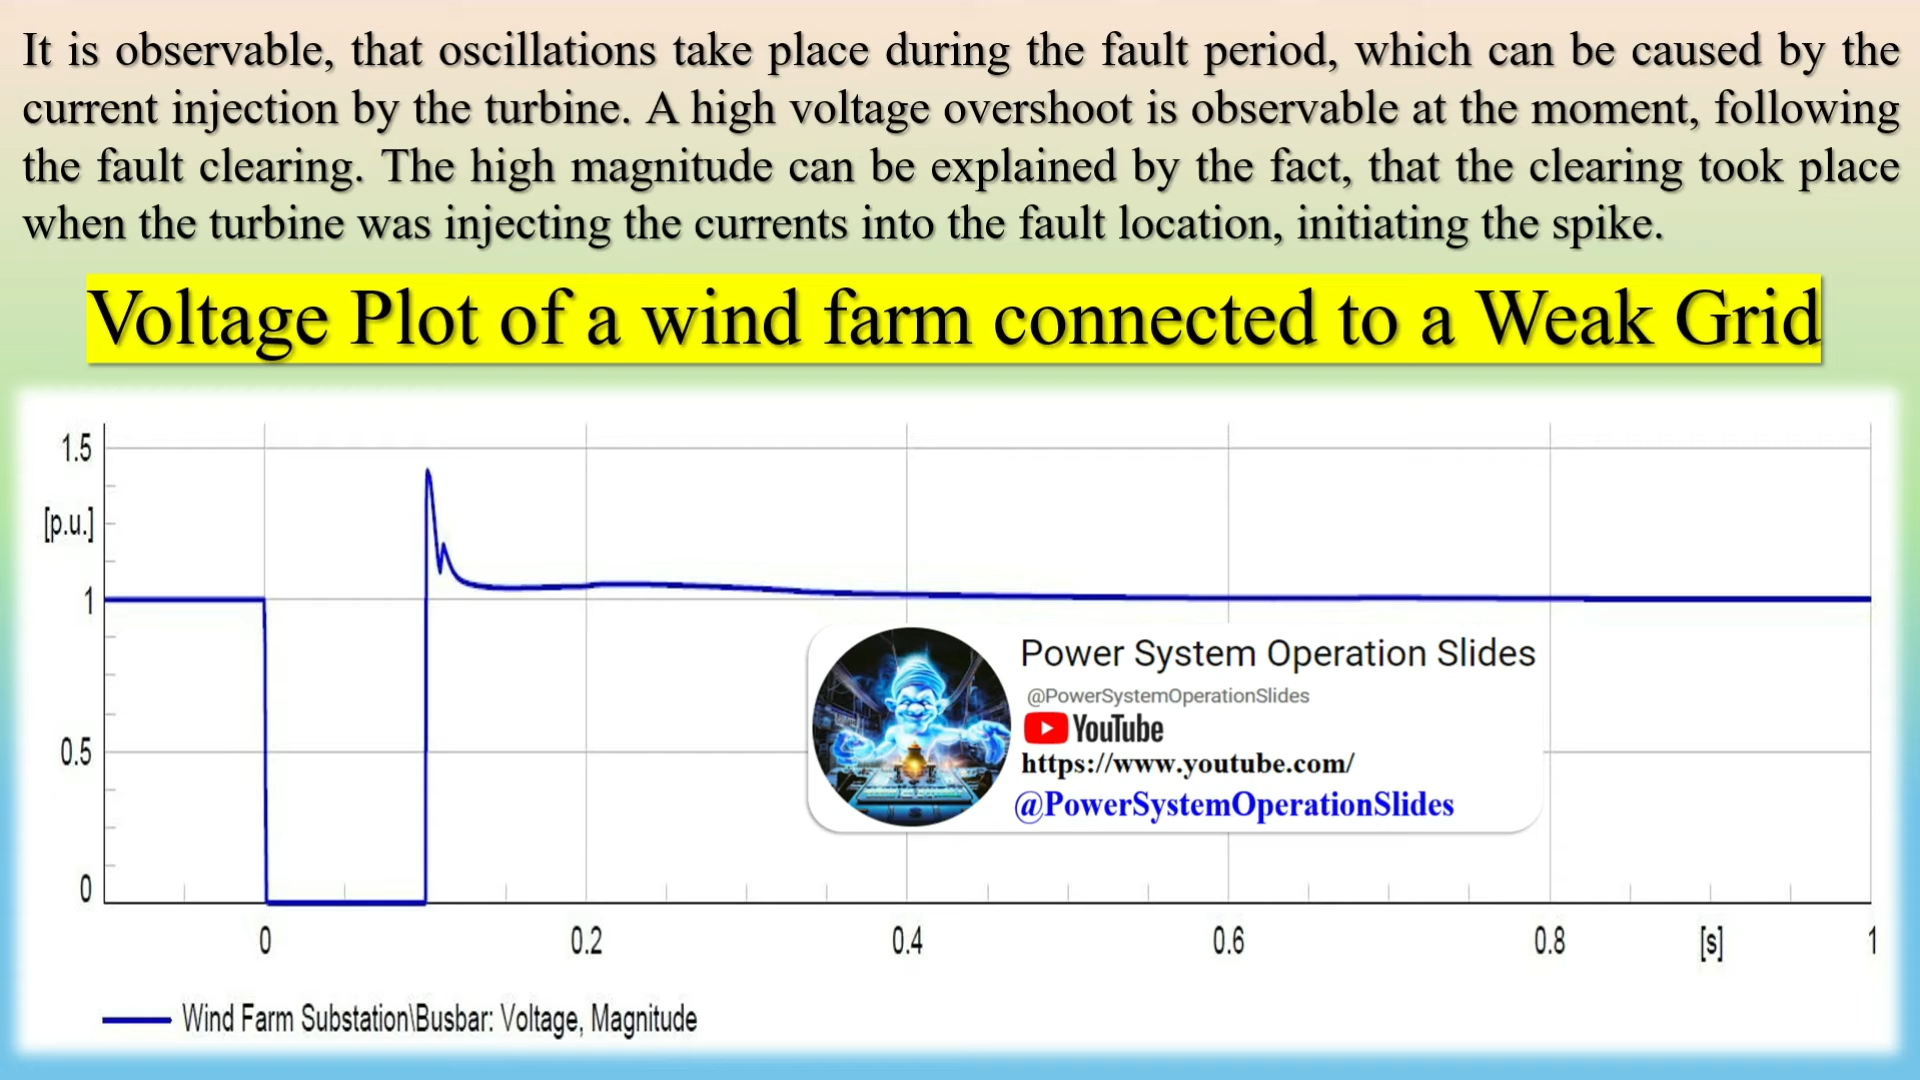 It is observable, that oscillations take place during the fault period, which can be caused by the
current injection by the turbine. A high voltage overshoot is observable at the moment, following
the fault clearing. The high magnitude can be explained by the fact, that the clearing took place
when the turbine was injecting the currents into the fault location, initiating the spike.
Voltage Plot of a wind farm connected to a Weak Grid
1.5
[p.u.]
1
0.5
0
Power System Operation Slides
@PowerSystemOperationSlides
YouTube
https://www.youtube.com/
@PowerSystemOperationSlides
0 0.2 0.4 0.6 0.8 [s] 1
Wind Farm Substation\Busbar: Voltage, Magnitude